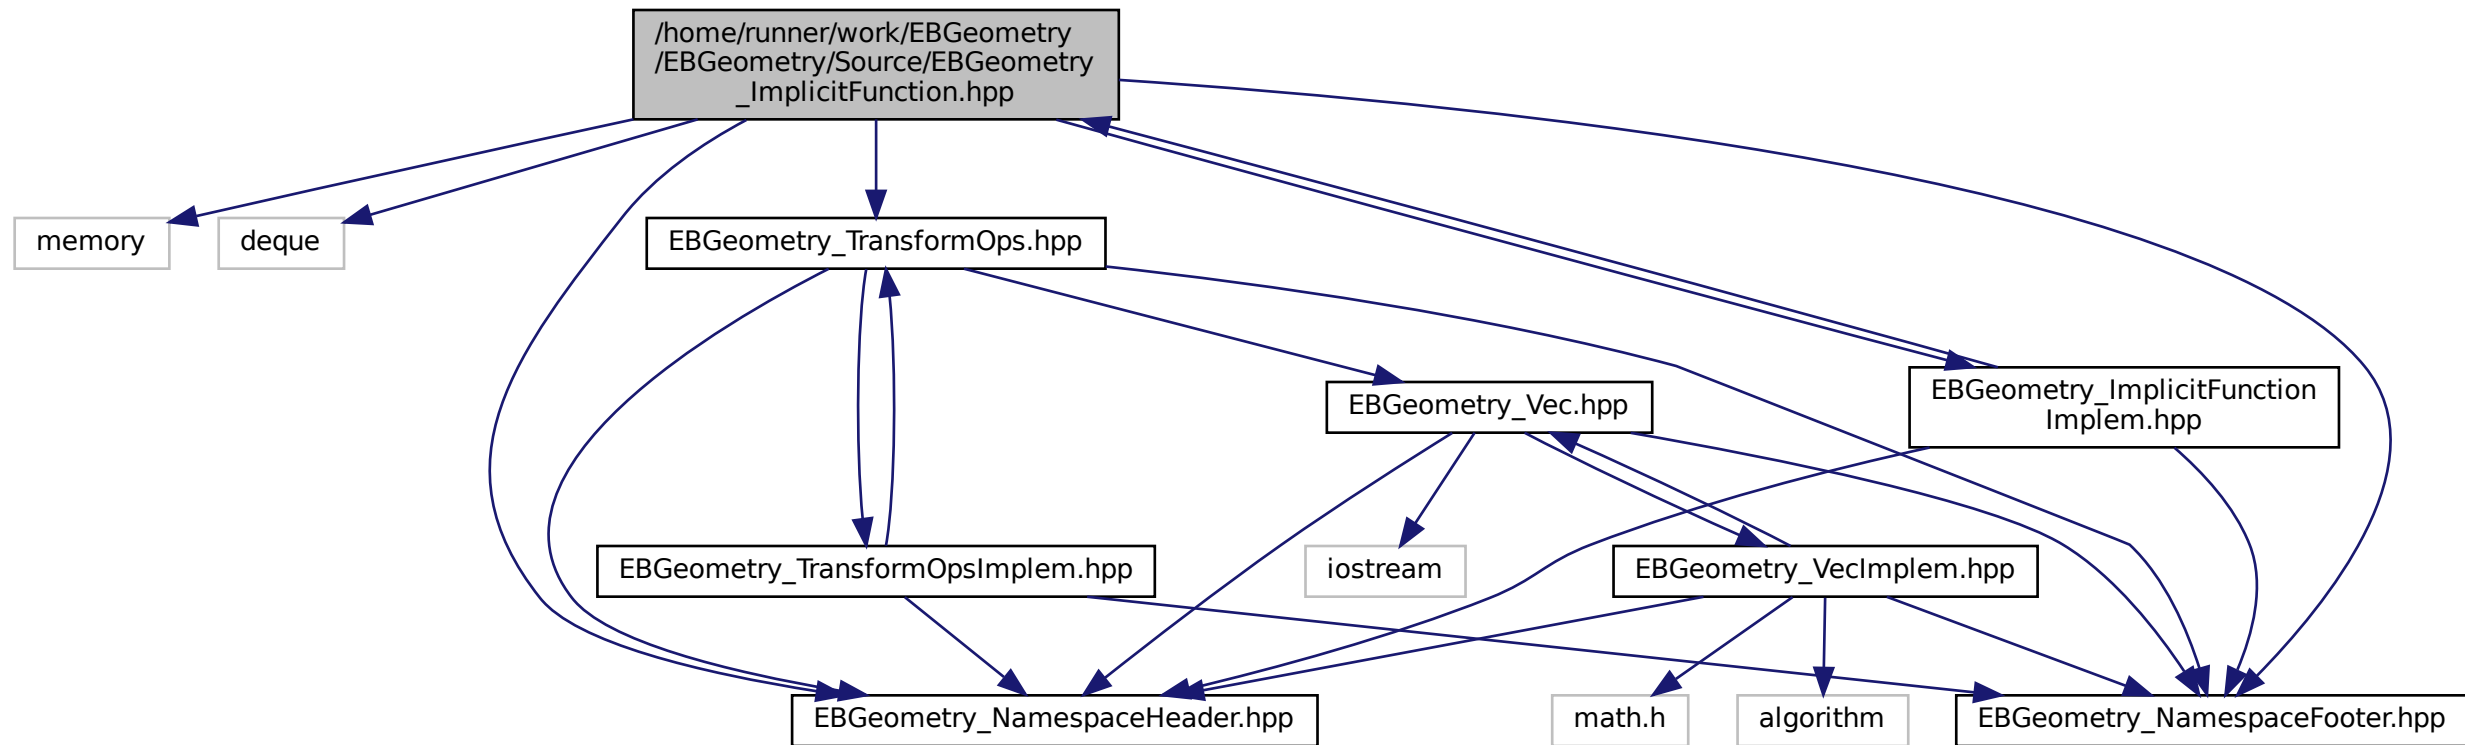 /home/runner/work/EBGeometry
/EBGeometry/Source/EBGeometry
_ImplicitFunction.hpp
memory
deque
EBGeometry_TransformOps.hpp
EBGeometry_Vec.hpp
EBGeometry_ImplicitFunction
Implem.hpp
EBGeometry_TransformOpsImplem.hpp
iostream
EBGeometry_VecImplem.hpp
EBGeometry_NamespaceHeader.hpp
math.h
algorithm
EBGeometry_NamespaceFooter.hpp